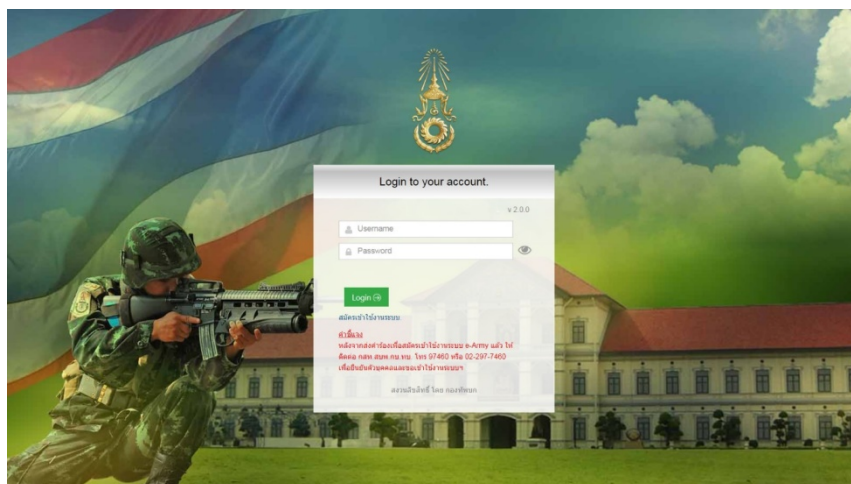 Login to your account.
v 2.0.0
Username
Password
Login
สมัครเข้าใช้งานระบบ
คำชี้แจง
หลังจากส่งคำร้องเพื่อสมัครเข้าใช้งานระบบ e-Army แล้ว ให้
ติดต่อ กสท.สบพ.กบ.ทบ. โทร 97460 หรือ 02-297-7460
เพื่อยืนยันตัวบุคคลและขอเข้าใช้งานระบบฯ
สงวนลิขสิทธิ์ โดย กองทัพบก